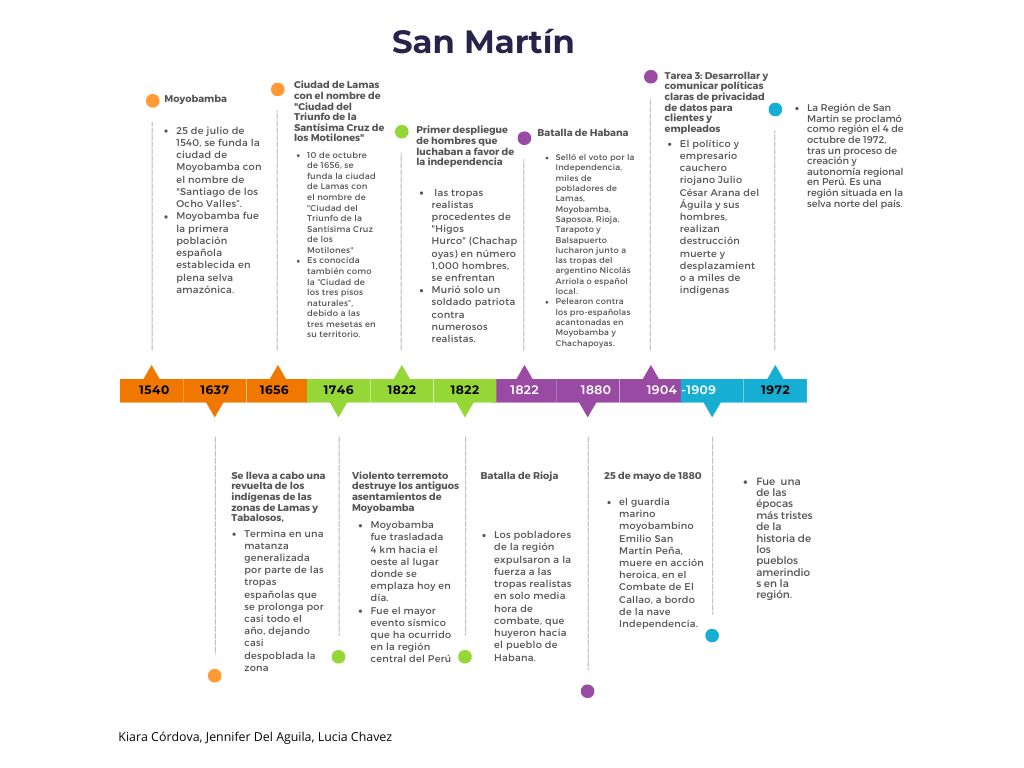 San Martín
Moyobamba
25 de julio de
1540, se funda la
ciudad de
Moyobamba con
el nombre de
"Santiago de los
Ocho Valles".
Moyobamba fue
la primera
población
española
establecida en
plena selva
amazónica.
Ciudad de Lamas
con el nombre de
"Ciudad del
Triunfo de la
Santísima Cruz de
los Motilones"
10 de octubre
de 1656, se
funda la ciudad
de Lamas con
el nombre de
"Ciudad del
Triunfo de la
Santísima Cruz
de los
Motilones"
Es conocida
también como
la "Ciudad de
los tres pisos
naturales",
debido a las
tres mesetas en
su territorio.
Primer despliegue
de hombres que
luchaban a favor de
la independencia
las tropas
realistas
procedentes de
"Higos
Hurco" (Chachap
oyas) en número
1,000 hombres,
se enfrentan
Murió solo un
soldado patriota
contra
numerosos
realistas.
Batalla de Habana
Selló el voto por la
Independencia,
miles de
pobladores de
Lamas,
Moyobamba,
Saposoa, Rioja,
Tarapoto y
Balsapuerto
lucharon junto a
las tropas del
argentino Nicolás
Arriola o español
local.
Pelearon contra
los pro-españolas
acantonadas en
Moyobamba y
Chachapoyas.
Tarea 3: Desarrollar y
comunicar políticas
claras de privacidad
de datos para
clientes y
empleados
El político y
empresario
cauchero
riojano Julio
César Arana del
Águila y sus
hombres,
realizan
destrucción
muerte y
desplazamient
o a miles de
indígenas
La Región de San
Martín se proclamó
como región el 4 de
octubre de 1972,
tras un proceso de
creación y
autonomía regional
en Perú. Es una
región situada en la
selva norte del país.
1540 1637 1656 1746 1822 1822 1822 1880 1904 -1909 1972
Se lleva a cabo una
revuelta de los
indígenas de las
zonas de Lamas y
Tabalosos,
Termina en una
matanza
generalizada
por parte de las
tropas
españolas que
se prolonga por
casi todo el
año, dejando
casi
despoblada la
zona
Violento terremoto
destruye los antiguos
asentamientos de
Moyobamba
Moyobamba
fue trasladada
4 km hacia el
oeste al lugar
donde se
emplaza hoy en
día.
Fue el mayor
evento sísmico
que ha ocurrido
en la región
central del Perú
Batalla de Rioja
Los pobladores
de la región
expulsaron a la
fuerza a las
tropas realistas
en solo media
hora de
combate, que
huyeron hacia
el pueblo de
Habana.
25 de mayo de 1880
el guardia
marino
moyobambino
Emilio San
Martín Peña,
muere en acción
heroica, en el
Combate de El
Callao, a bordo
de la nave
Independencia.
Fue una
de las
épocas
más tristes
de la
historia de
los
pueblos
amerindio
s en la
región.
Kiara Córdova, Jennifer Del Aguila, Lucia Chavez